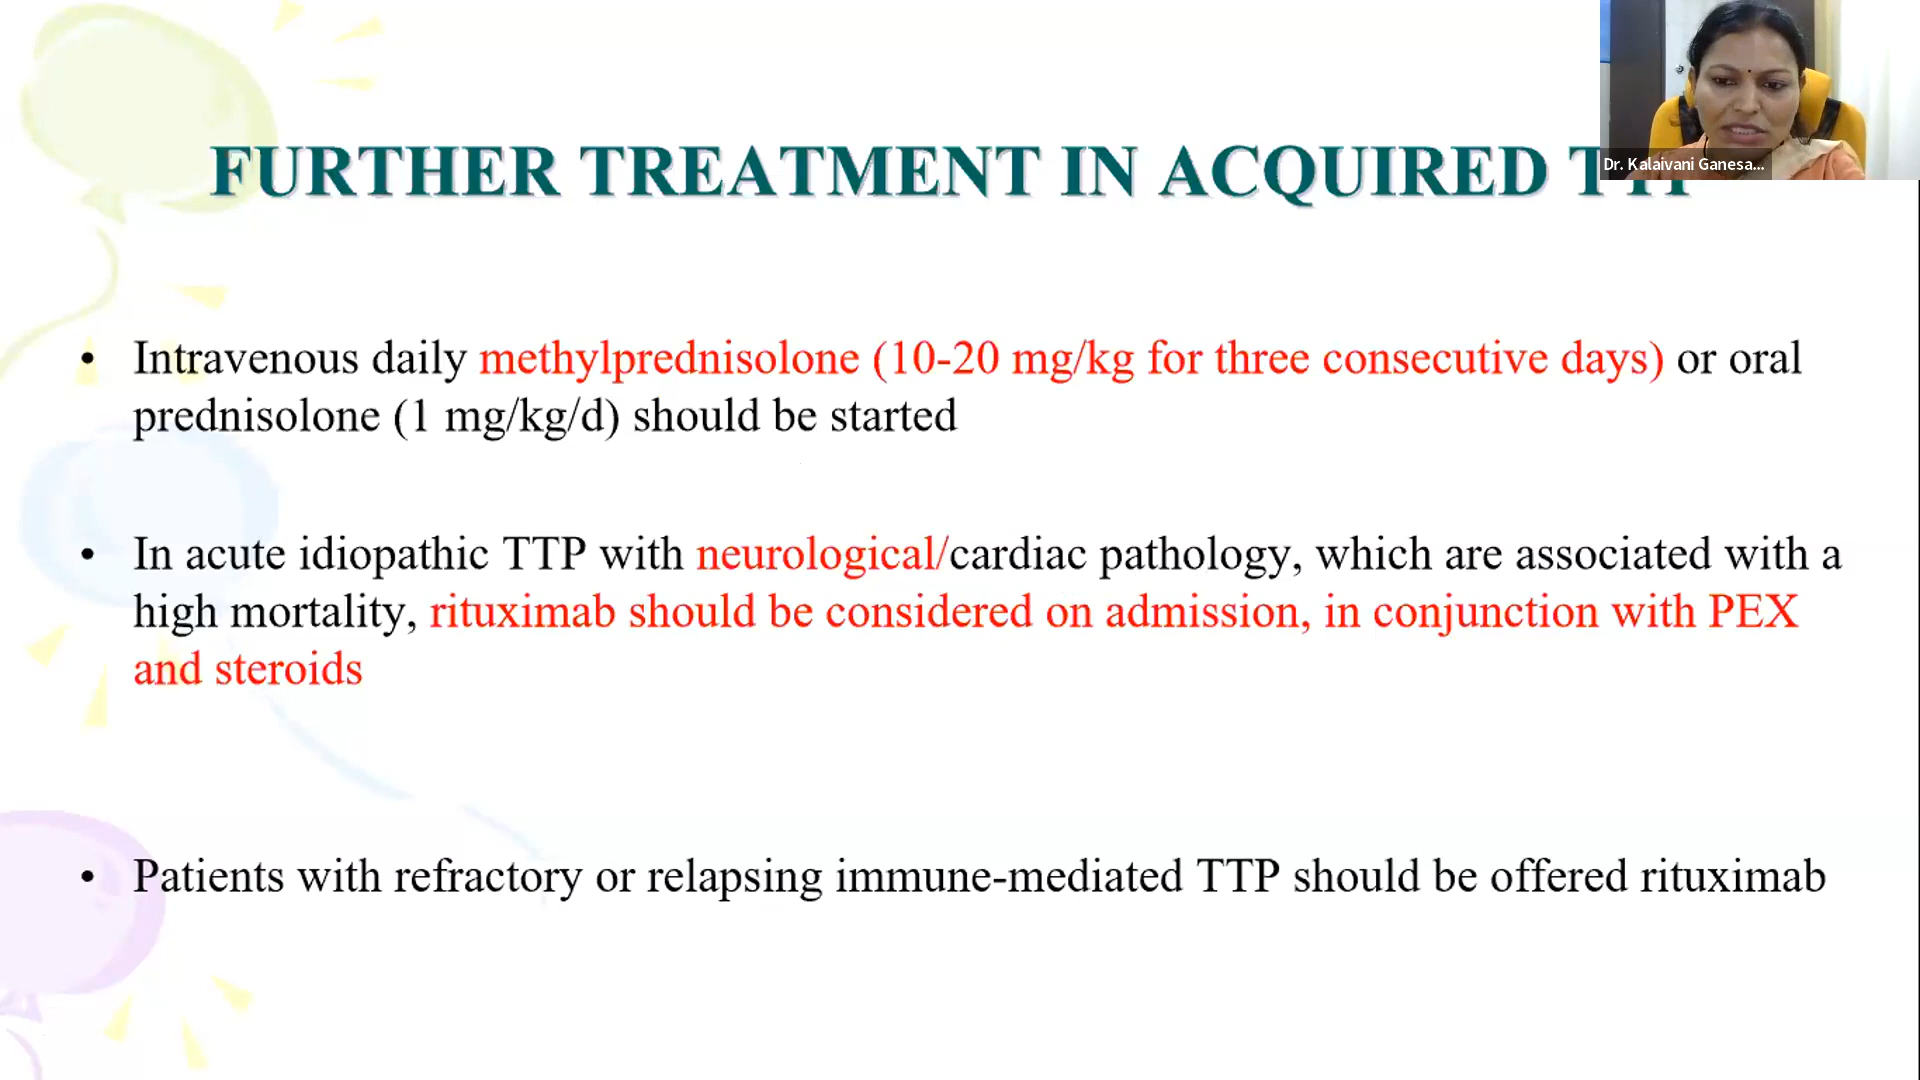 FURTHER TREATMENT IN ACQUIRED
Dr. Kalaivani Ganesa...
• Intravenous daily methylprednisolone (10-20 mg/kg for three consecutive days) or oral
prednisolone (1 mg/kg/d) should be started
• In acute idiopathic TTP with neurological/cardiac pathology, which are associated with a
high mortality, rituximab should be considered on admission, in conjunction with PEX
and steroids
• Patients with refractory or relapsing immune-mediated TTP should be offered rituximab